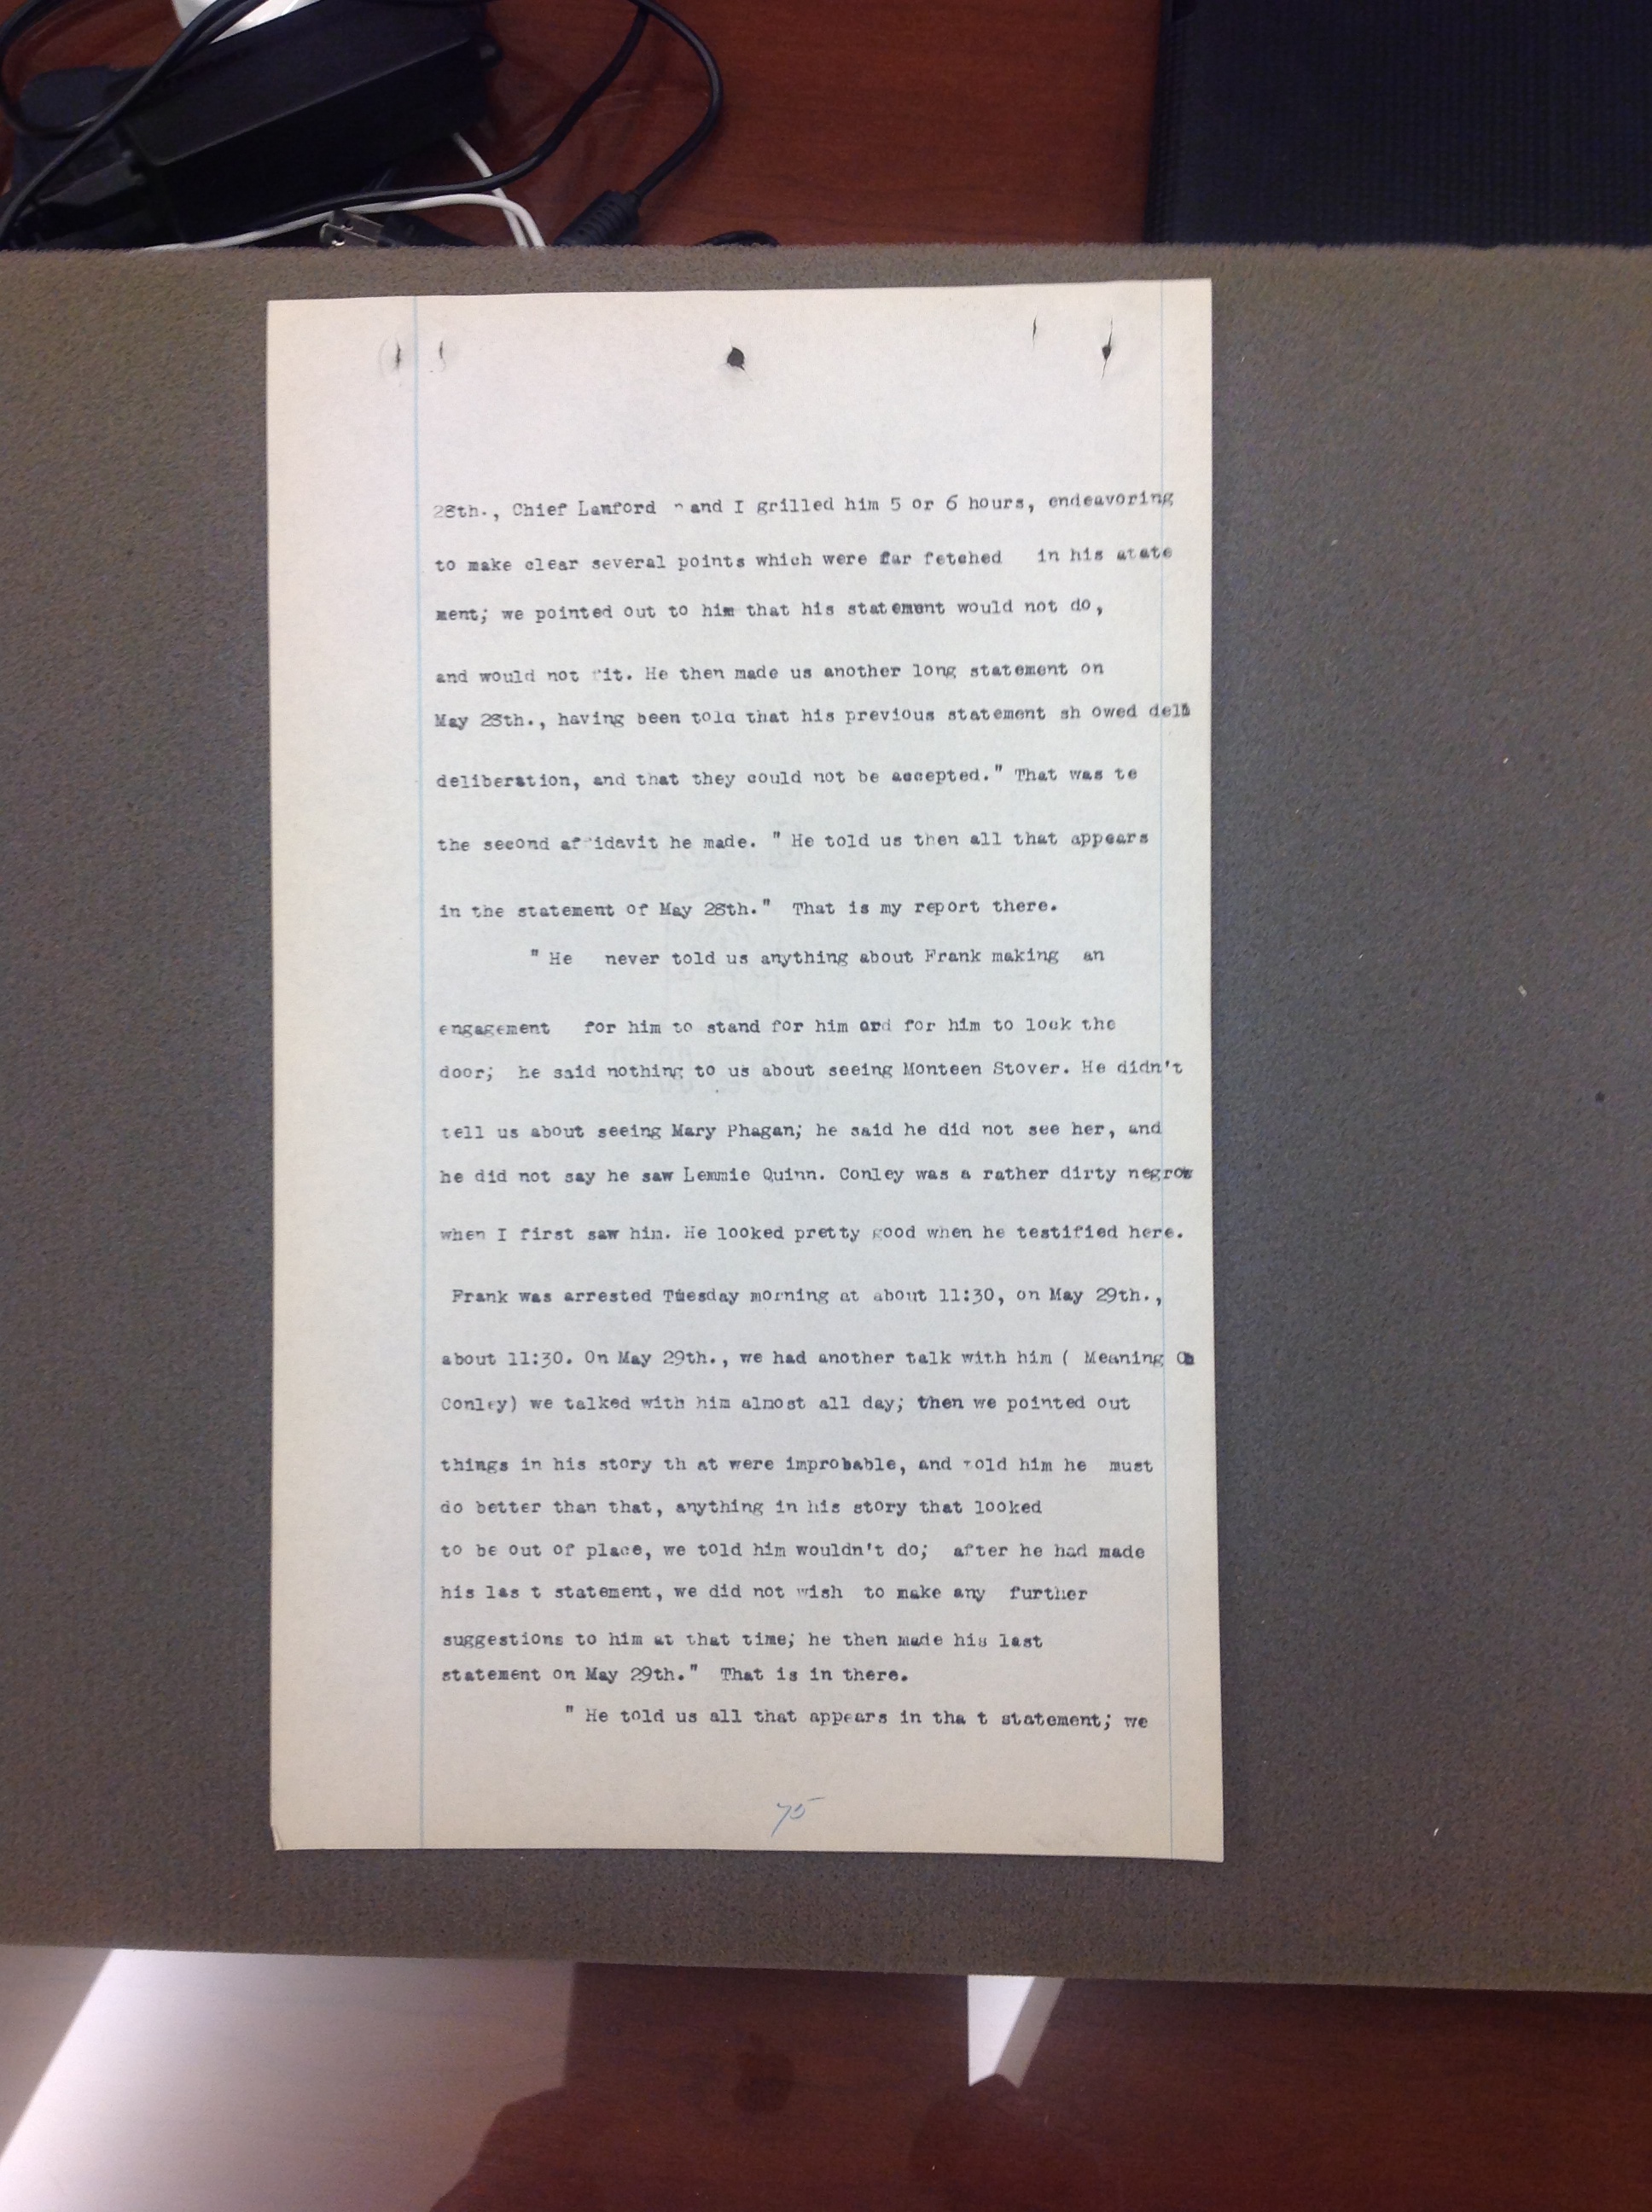 28th., Chief Lanford and I grilled him 5 or 6 hours, endeavoring
to make clear several points which were far fetched in his atate
ment; we pointed out to him that his statement would not do,
and would not fit. He then made us another long statement on
May 28th., having been told that his previous statement sh owed deli
deliberation, and that they could not be accepted." That was te
the second affidavit he made. " He told us then all that appears
in the statement of May 28th." That is my report there.
" He never told us anything about Frank making an
engagement for him to stand for him and for him to lock the
door; he said nothing to us about seeing Monteen Stover. He didn't
tell us about seeing Mary Phagan; he said he did not see her, and
he did not say he saw Lemmie Quinn. Conley was a rather dirty negro
when I first saw him. He looked pretty good when he testified here.
Frank was arrested Tuesday morning at about 11:30, on May 29th.,
about 11:30. On May 29th., we had another talk with him ( Meaning
Conley) we talked with him almost all day; then we pointed out
things in his story th at were improbable, and told him he must
do better than that, anything in his story that looked
to be out of place, we told him wouldn't do; after he had made
his las t statement, we did not wish to make any further
suggestions to him at that time; he then made his last
statement on May 29th." That is in there.
" He told us all that appears in tha t statement; we
75